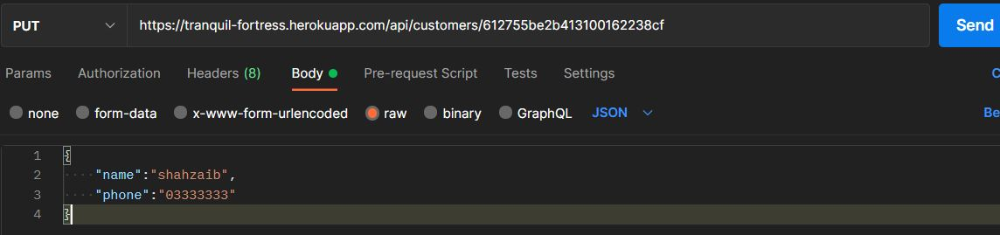 PUT https://tranquil-fortress.herokuapp.com/api/customers/612755be2b413100162238cf Send
Params Authorization Headers (8) Body Pre-request Script Tests Settings C
none form-data x-www-form-urlencoded raw binary GraphQL JSON Be
1 {
2 "name":"shahzaib",
3 "phone":"03333333"
4 }